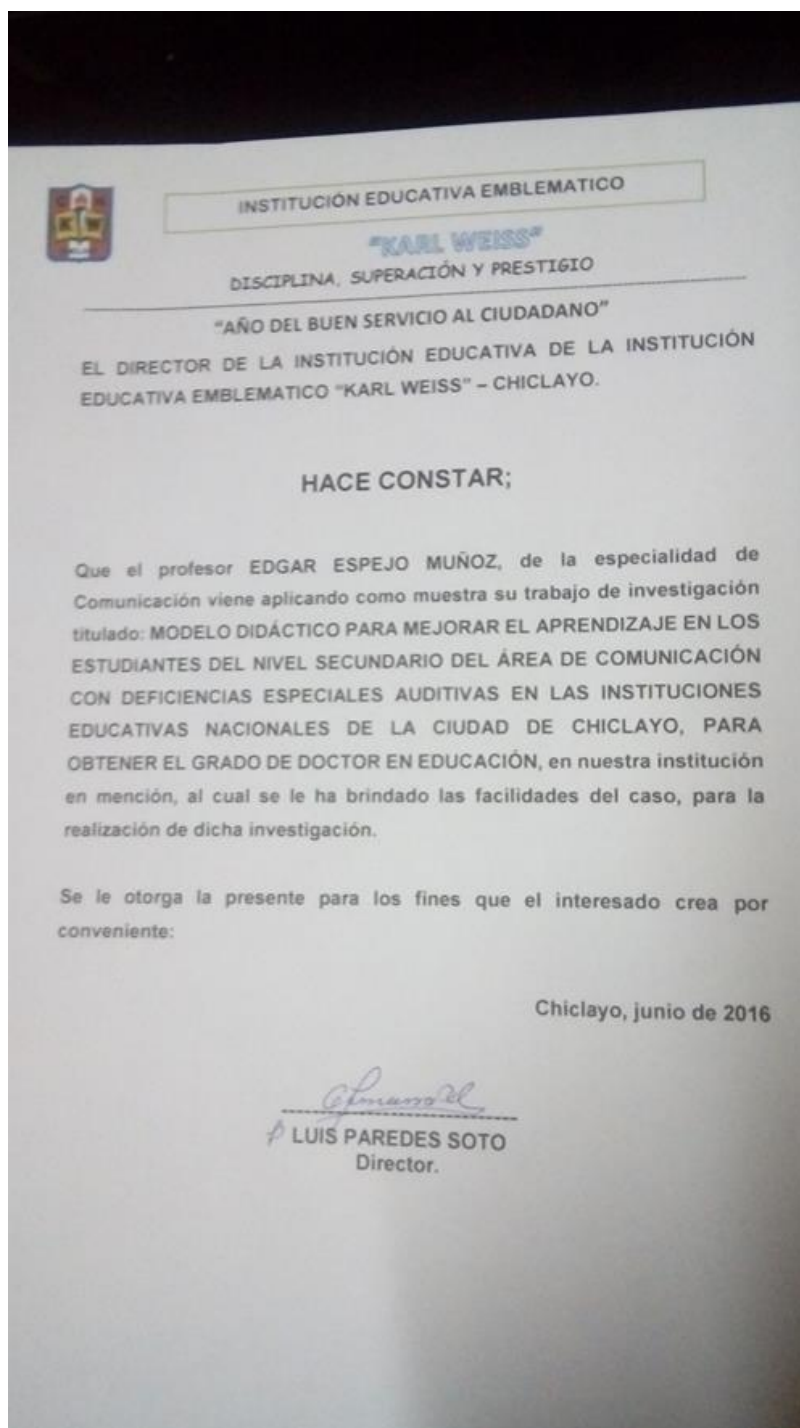 INSTITUCIÓN EDUCATIVA EMBLEMATICO
"KARL WEISS"
DISCIPLINA, SUPERACIÓN Y PRESTIGIO
"AÑO DEL BUEN SERVICIO AL CIUDADANO"
EL DIRECTOR DE LA INSTITUCIÓN EDUCATIVA DE LA INSTITUCIÓN
EDUCATIVA EMBLEMATICO "KARL WEISS" – CHICLAYO.
HACE CONSTAR;
Que el profesor EDGAR ESPEJO MUÑOZ, de la especialidad de
Comunicación viene aplicando como muestra su trabajo de investigación
titulado: MODELO DIDÁCTICO PARA MEJORAR EL APRENDIZAJE EN LOS
ESTUDIANTES DEL NIVEL SECUNDARIO DEL ÁREA DE COMUNICACIÓN
CON DEFICIENCIAS ESPECIALES AUDITIVAS EN LAS INSTITUCIONES
EDUCATIVAS NACIONALES DE LA CIUDAD DE CHICLAYO, PARA
OBTENER EL GRADO DE DOCTOR EN EDUCACIÓN, en nuestra institución
en mención, al cual se le ha brindado las facilidades del caso, para la
realización de dicha investigación.
Se le otorga la presente para los fines que el interesado crea por
conveniente:
Chiclayo, junio de 2016
LUIS PAREDES SOTO
Director.